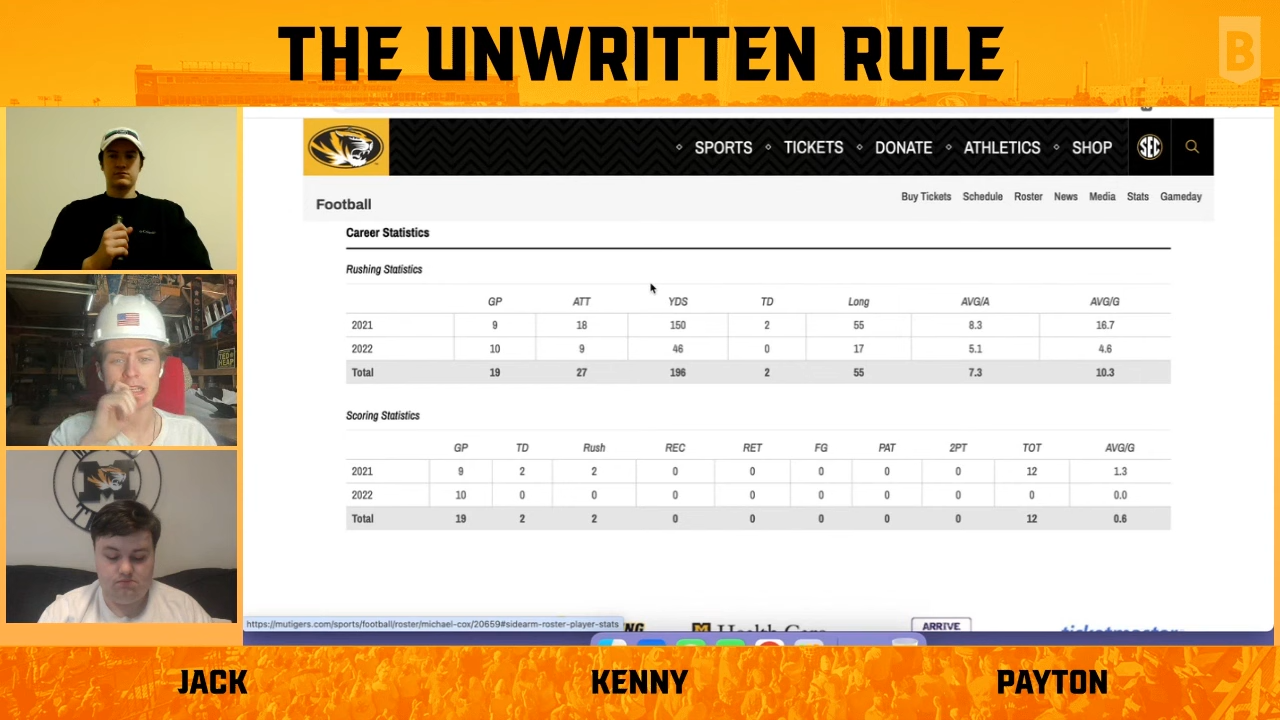 THE UNWRITTEN RULE
B
SPORTS TICKETS DONATE ATHLETICS SHOP SEC
Football
Buy Tickets Schedule Roster News Media Stats Gameday
Career Statistics
Rushing Statistics
GP ATT YDS TD Long AVG/A AVG/G
2021 9 18 150 2 55 8.3 16.7
2022 10 9 46 0 17 5.1 4.6
Total 19 27 196 2 55 7.3 10.3
Scoring Statistics
GP TD Rush REC RET FG PAT 2PT TOT AVG/G
2021 9 2 2 0 0 0 0 0 12 1.3
2022 10 0 0 0 0 0 0 0 0 0.0
Total 19 2 2 0 0 0 0 0 12 0.6
https://mutigers.com/sports/football/roster/michael-cox/20659#sidearm-roster-player-stats
NG Health Care ARRIVE ticketmaster
JACK KENNY PAYTON